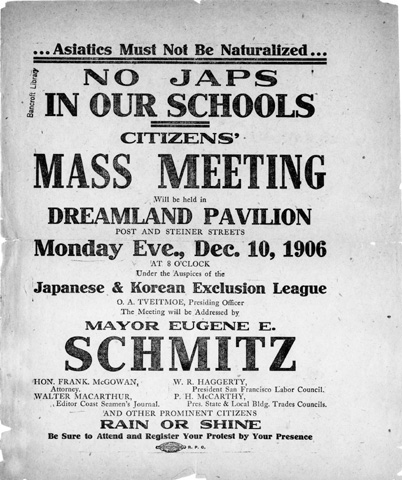 ...Asiatics Must Not Be Naturalized...
NO JAPS
IN OUR SCHOOLS
CITIZENS'
MASS MEETING
Will be held in
DREAMLAND PAVILION
POST AND STEINER STREETS
Monday Eve., Dec. 10, 1906
AT 8 O'CLOCK
Under the Auspices of the
Japanese & Korean Exclusion League
O. A. TVEITMOE, Presiding Officer
The Meeting will be Addressed by
MAYOR EUGENE E.
SCHMITZ
HON. FRANK. McGOWAN,
Attorney.
WALTER MACARTHUR,
Editor Coast Seamen's Journal.
W. R. HAGGERTY,
President San Francisco Labor Council.
P. H. McCARTHY,
Pres. State & Local Bldg. Trades Councils.
AND OTHER PROMINENT CITIZENS
RAIN OR SHINE
Be Sure to Attend and Register Your Protest by Your Presence
Bancroft Library